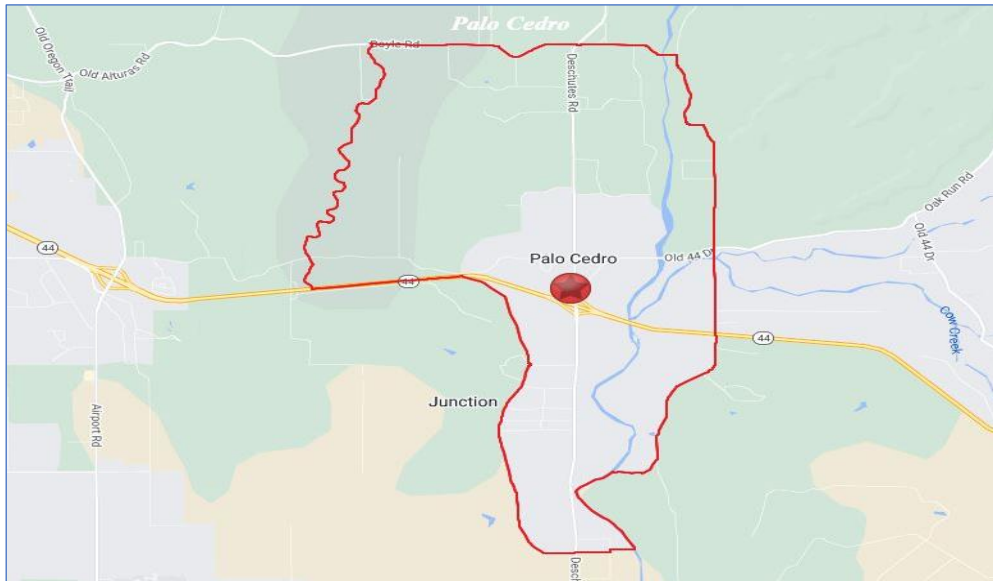 Palo Cedro
Boyle Rd
Old Oregon Trail
Old Alturas Rd
Deschutes Rd
Oak Run Rd
Old 44 Dr
Old 44 Dr
44
Palo Cedro
44
44
Cow Creek
Junction
Airport Rd
Desch